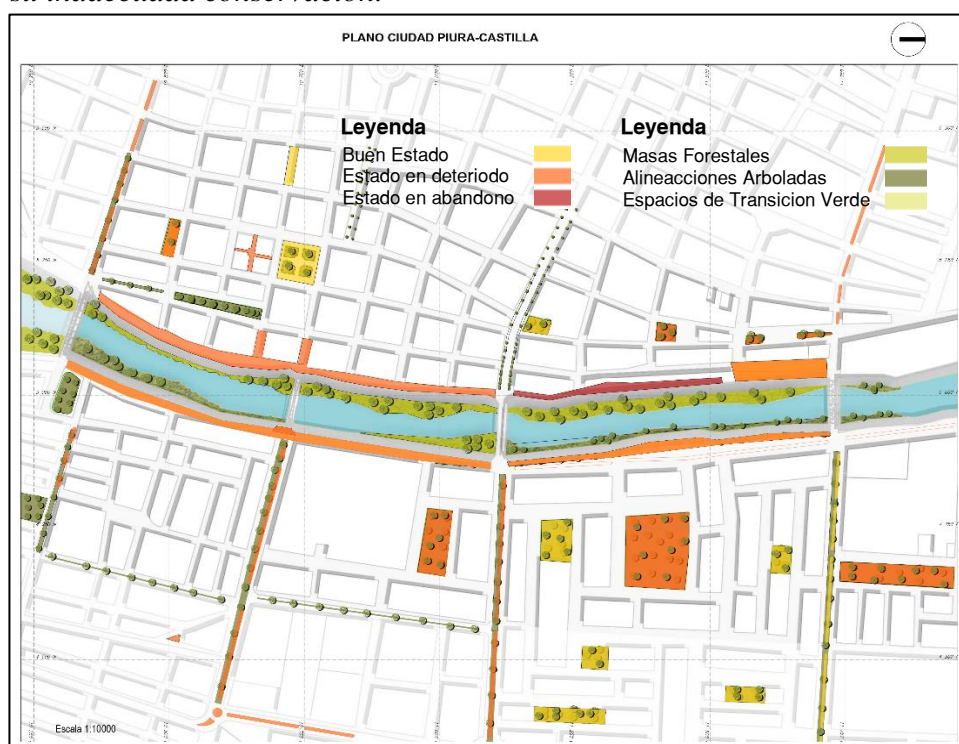 su inadecuada conservación.
PLANO CIUDAD PIURA-CASTILLA
Leyenda
Buen Estado
Estado en deteriodo
Estado en abandono
Leyenda
Masas Forestales
Alineacciones Arboladas
Espacios de Transicion Verde
Escala 1:10000